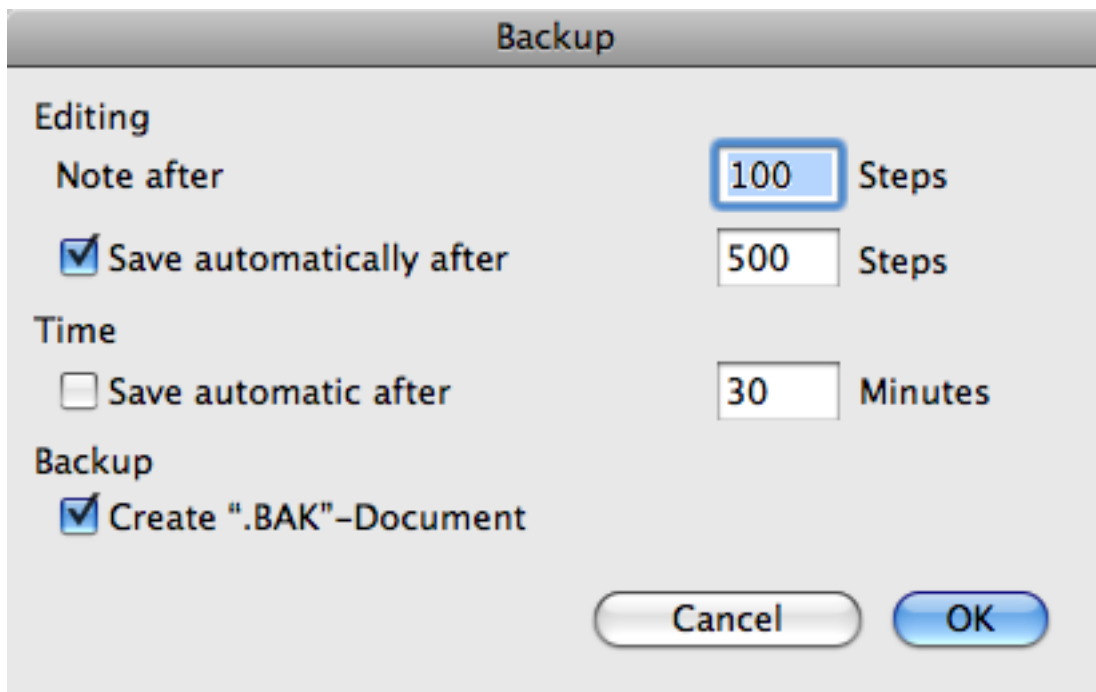 Backup
Editing
Note after 100 Steps
Save automatically after 500 Steps
Time
Save automatic after 30 Minutes
Backup
Create “.BAK”-Document
Cancel OK